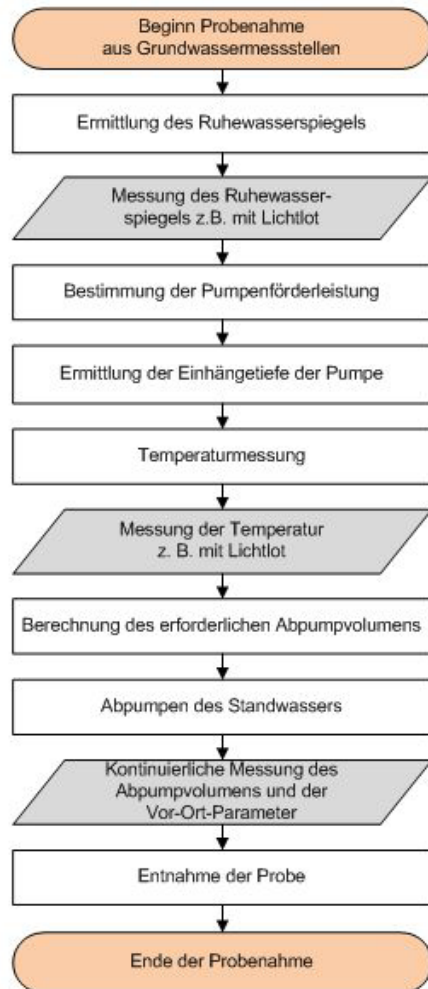 Beginn Probenahme
aus Grundwassermessstellen
Ermittlung des Ruhewasserspiegels
Messung des Ruhewasser-
spiegels z.B. mit Lichtlot
Bestimmung der Pumpenförderleistung
Ermittlung der Einhängetiefe der Pumpe
Temperaturmessung
Messung der Temperatur
z. B. mit Lichtlot
Berechnung des erforderlichen Abpumpvolumens
Abpumpen des Standwassers
Kontinuierliche Messung des
Abpumpvolumens und der
Vor-Ort-Parameter
Entnahme der Probe
Ende der Probenahme